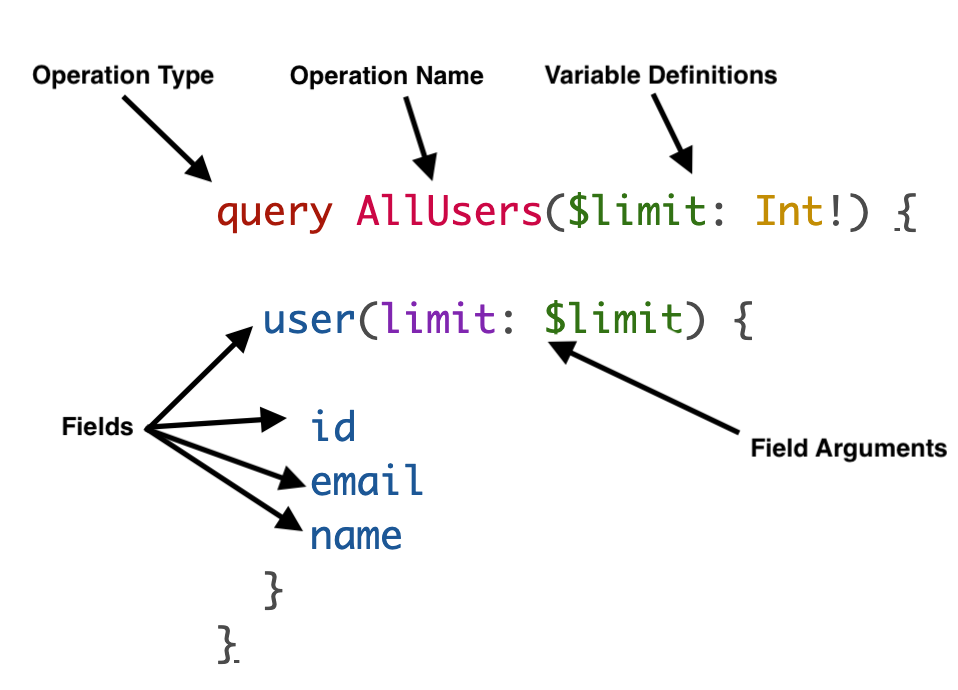 Operation Type Operation Name Variable Definitions
query AllUsers($limit: Int!) {
user(limit: $limit) {
Fields
id
Field Arguments
email
name
}
}